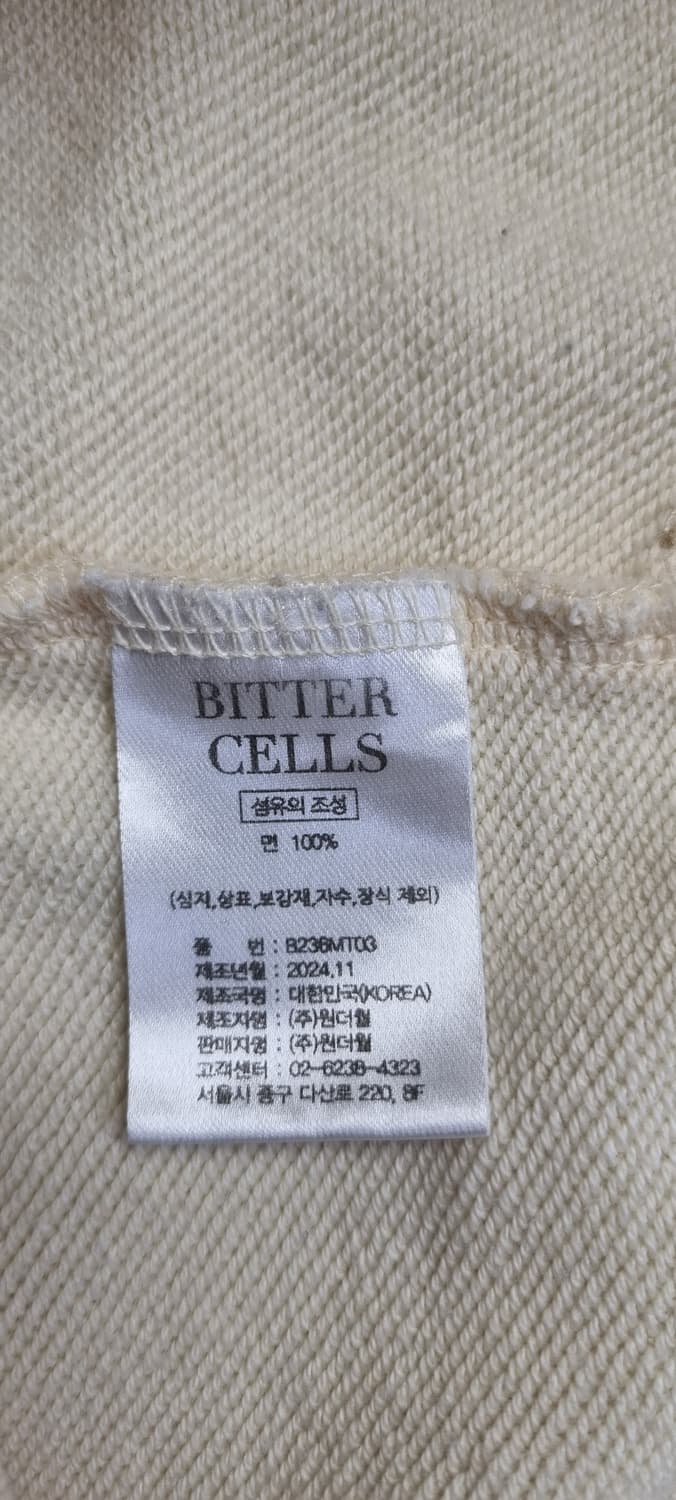 BITTER
CELLS
섬유의 조성
면 100%
(심지,상표,보강재,자수,장식 제외)
품 번 : B236MT03
제조년월 : 2024.11
제조국명 : 대한민국(KOREA)
제조자명 : (주)원더월
판매자명 : (주)원더월
고객센터 : 02-6236-4323
서울시 중구 다산로 220, 8F